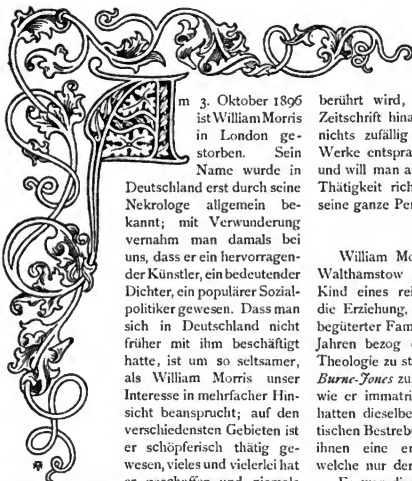 Am 3. Oktober 1896
ist William Morris
in London ge-
storben. Sein
Name wurde in
Deutschland erst durch seine
Nekrologe allgemein be-
kannt; mit Verwunderung
vernahm man damals bei
uns, dass er ein hervorragen-
der Künstler, ein bedeutender
Dichter, ein populärer Sozial-
politiker gewesen. Dass man
sich in Deutschland nicht
früher mit ihm beschäftigt
hatte, ist um so seltsamer,
als William Morris unser
Interesse in mehrfacher Hin-
sicht beansprucht; auf den
verschiedensten Gebieten ist
er schöpferisch thätig ge-
wesen, vieles und vielerlei hat
er geschaffen und niemals
berührt wird,
Zeitschrift hina
nichts zufällig
Werke entspra
und will man a
Thätigkeit rich
seine ganze Per
William Mo
Walthamstow
Kind eines rei
die Erziehung,
begüterter Fam
Jahren bezog
Theologie zu st
Burne-Jones zu
wie er immatri
hatten dieselbe
tischen Bestreb
ihnen eine er
welche nur der